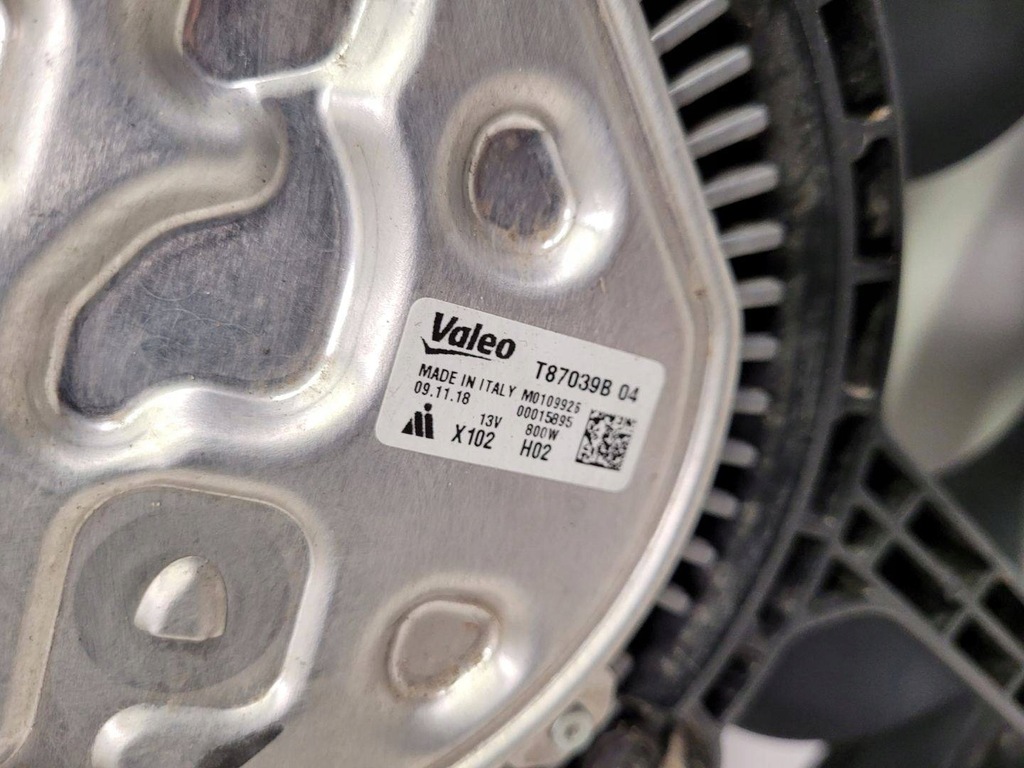 Valeo
T87039B 04
MADE IN ITALY M0109926
09.11.18 00015895
13V 800W
X102 H02